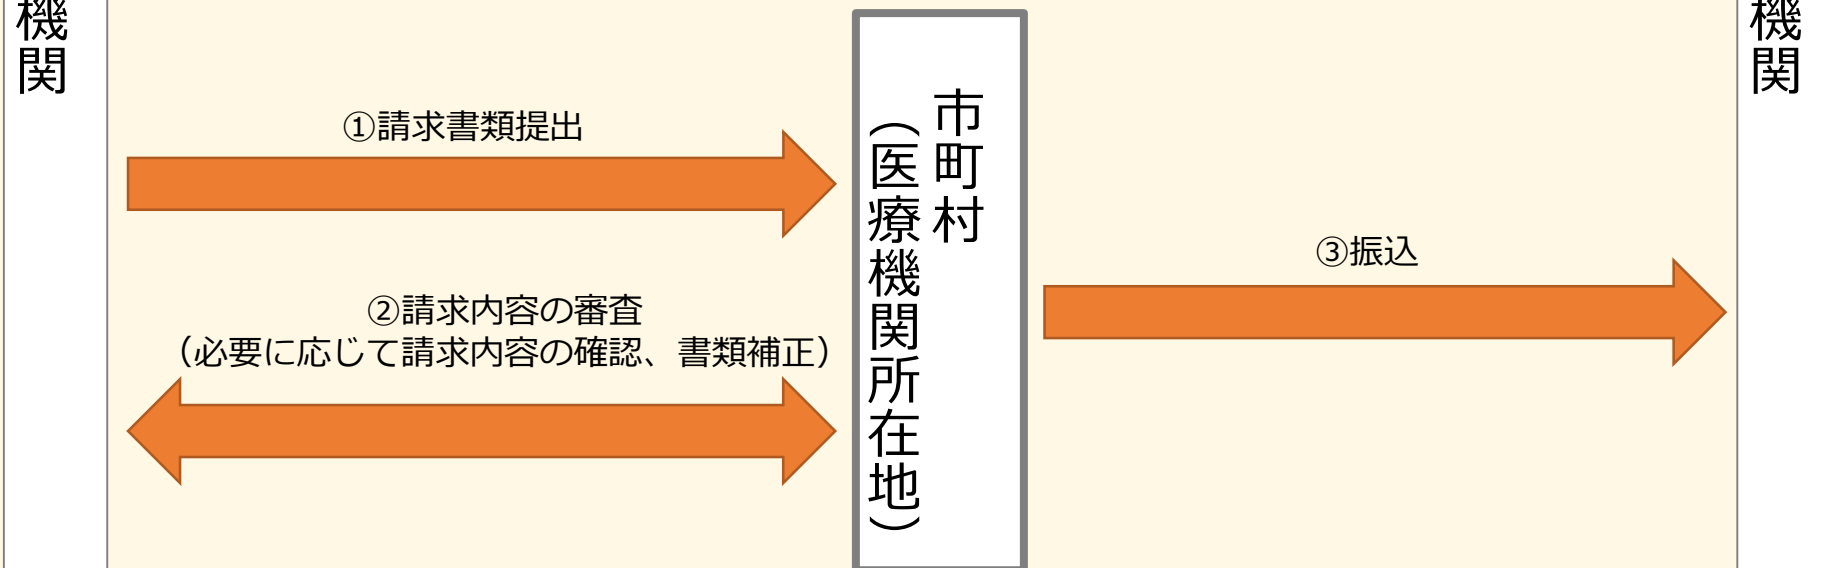 機関
①請求書類提出
②請求内容の審査
（必要に応じて請求内容の確認、書類補正）
市町村
（医療機関所在地）
③振込
機関